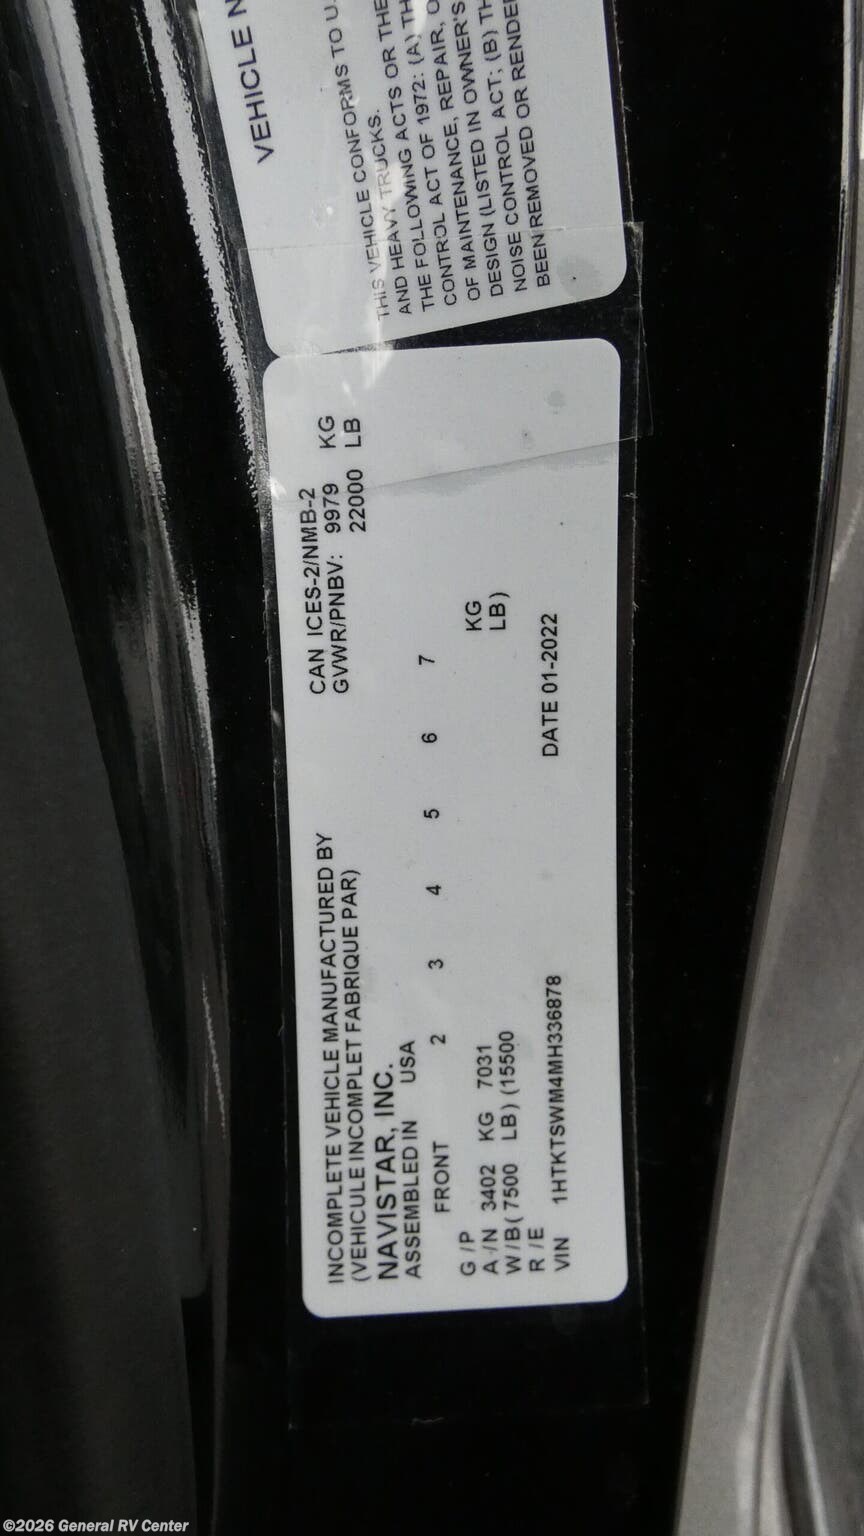 VEHICLE N
THIS VEHICLE CONFORMS TO U.
AND HEAVY TRUCKS.
THE FOLLOWING ACTS OR THE
CONTROL ACT OF 1972: (A) TH
OF MAINTENANCE, REPAIR, O
DESIGN (LISTED IN OWNER'S
NOISE CONTROL ACT; (B) TH
BEEN REMOVED OR RENDE
INCOMPLETE VEHICLE MANUFACTURED BY CAN ICES-2/NMB-2
(VEHICULE INCOMPLET FABRIQUE PAR) GVWR/PNBV: 9979 KG
NAVISTAR, INC. 22000 LB
ASSEMBLED IN USA
FRONT 2 3 4 5 6 7
G /P
A /N 3402 KG 7031 KG
W/B( 7500 LB) (15500 LB)
R /E
VIN 1HTKTSWM4MH336878 DATE 01-2022
©2026 General RV Center